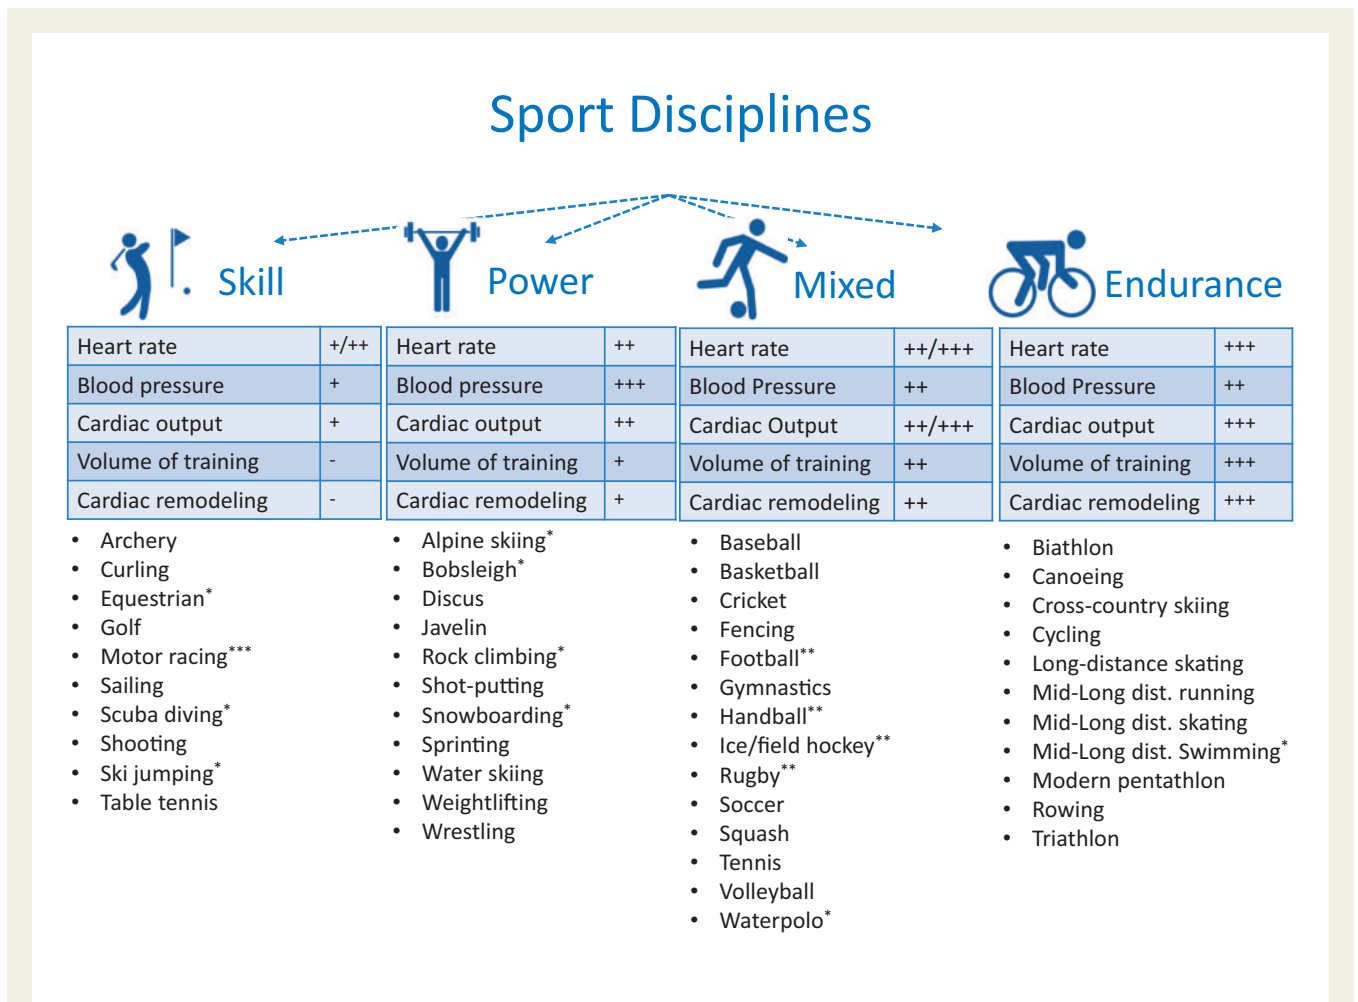 Sport Disciplines
Skill
Heart rate +/++
Blood pressure +
Cardiac output +
Volume of training -
Cardiac remodeling -
• Archery
• Curling
• Equestrian*
• Golf
• Motor racing***
• Sailing
• Scuba diving*
• Shooting
• Ski jumping*
• Table tennis
Power
Heart rate ++
Blood pressure +++
Cardiac output ++
Volume of training +
Cardiac remodeling +
• Alpine skiing*
• Bobsleigh*
• Discus
• Javelin
• Rock climbing*
• Shot-putting
• Snowboarding*
• Sprinting
• Water skiing
• Weightlifting
• Wrestling
Mixed
Heart rate ++/+++
Blood Pressure ++
Cardiac Output ++/+++
Volume of training ++
Cardiac remodeling ++
• Baseball
• Basketball
• Cricket
• Fencing
• Football**
• Gymnastics
• Handball**
• Ice/field hockey**
• Rugby**
• Soccer
• Squash
• Tennis
• Volleyball
• Waterpolo*
Endurance
Heart rate +++
Blood Pressure ++
Cardiac output +++
Volume of training +++
Cardiac remodeling +++
• Biathlon
• Canoeing
• Cross-country skiing
• Cycling
• Long-distance skating
• Mid-Long dist. running
• Mid-Long dist. skating
• Mid-Long dist. Swimming*
• Modern pentathlon
• Rowing
• Triathlon